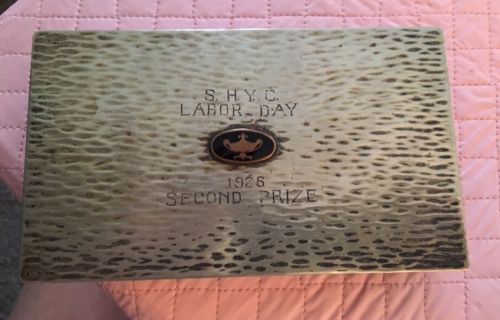 S. H. Y. C.
LABOR DAY
1926
SECOND PRIZE